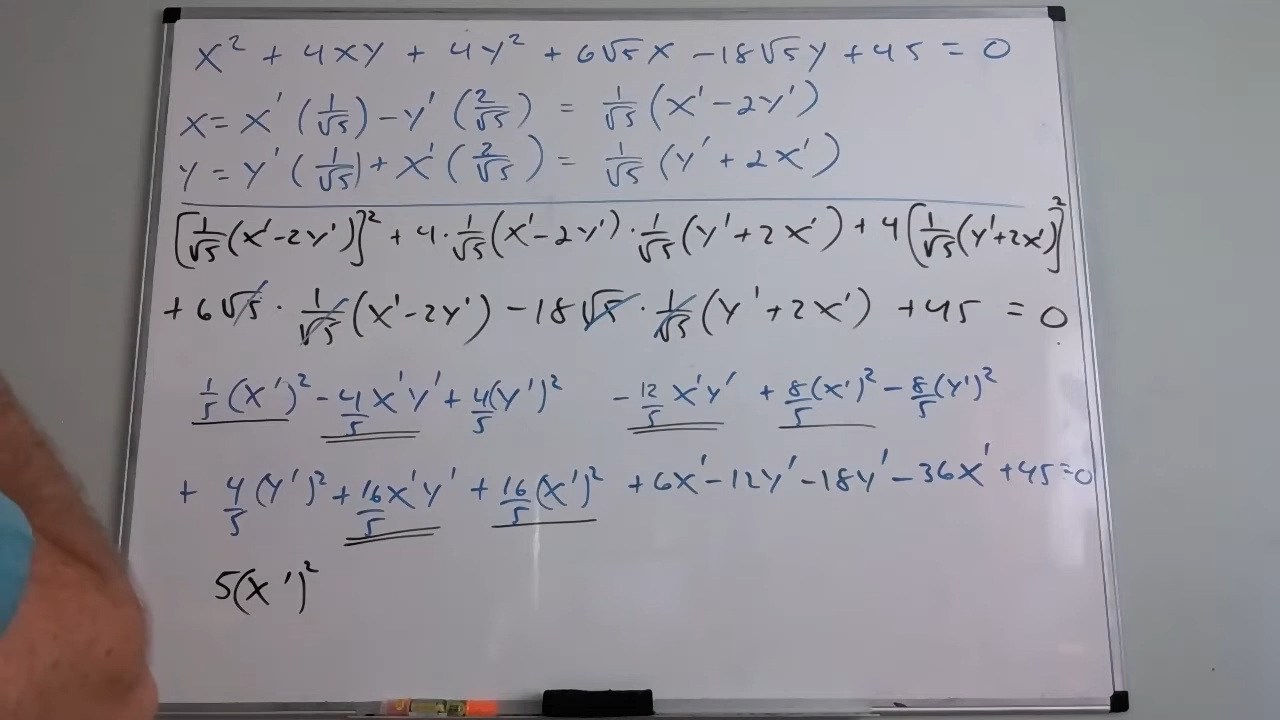 x² + 4xy + 4y² + 6√5x - 18√5y + 45 = 0
x = x'(1/√5) - y'(2/√5) = 1/√5 (x' - 2y')
y = y'(1/√5) + x'(2/√5) = 1/√5 (y' + 2x')
[1/√5(x' - 2y')]² + 4 · 1/√5(x' - 2y') · 1/√5(y' + 2x') + 4[1/√5(y' + 2x')]²
+ 6√5 · 1/√5(x' - 2y') - 18√5 · 1/√5(y' + 2x') + 45 = 0
1/5(x')² - 4/5x'y' + 4/5(y')² - 12/5x'y' + 8/5(x')² - 8/5(y')²
+ 4/5(y')² + 16/5x'y' + 16/5(x')² + 6x' - 12y' - 18y' - 36x' + 45 = 0
5(x')²